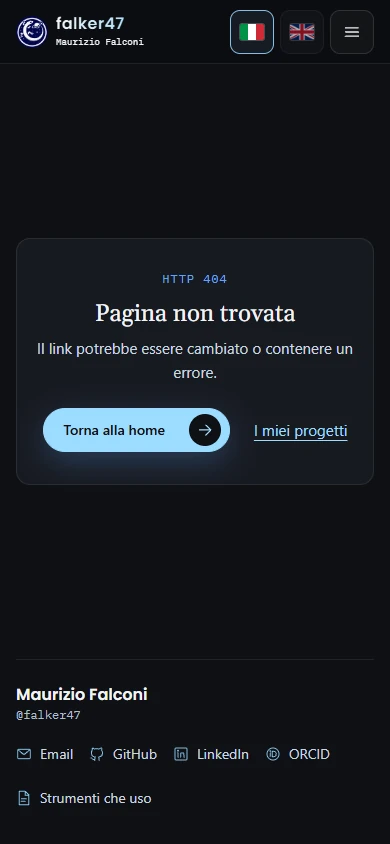 falker47
Maurizio Falconi
HTTP 404
Pagina non trovata
Il link potrebbe essere cambiato o contenere un
errore.
Torna alla home
I miei progetti
Maurizio Falconi
@falker47
Email
GitHub
LinkedIn
ORCID
Strumenti che uso